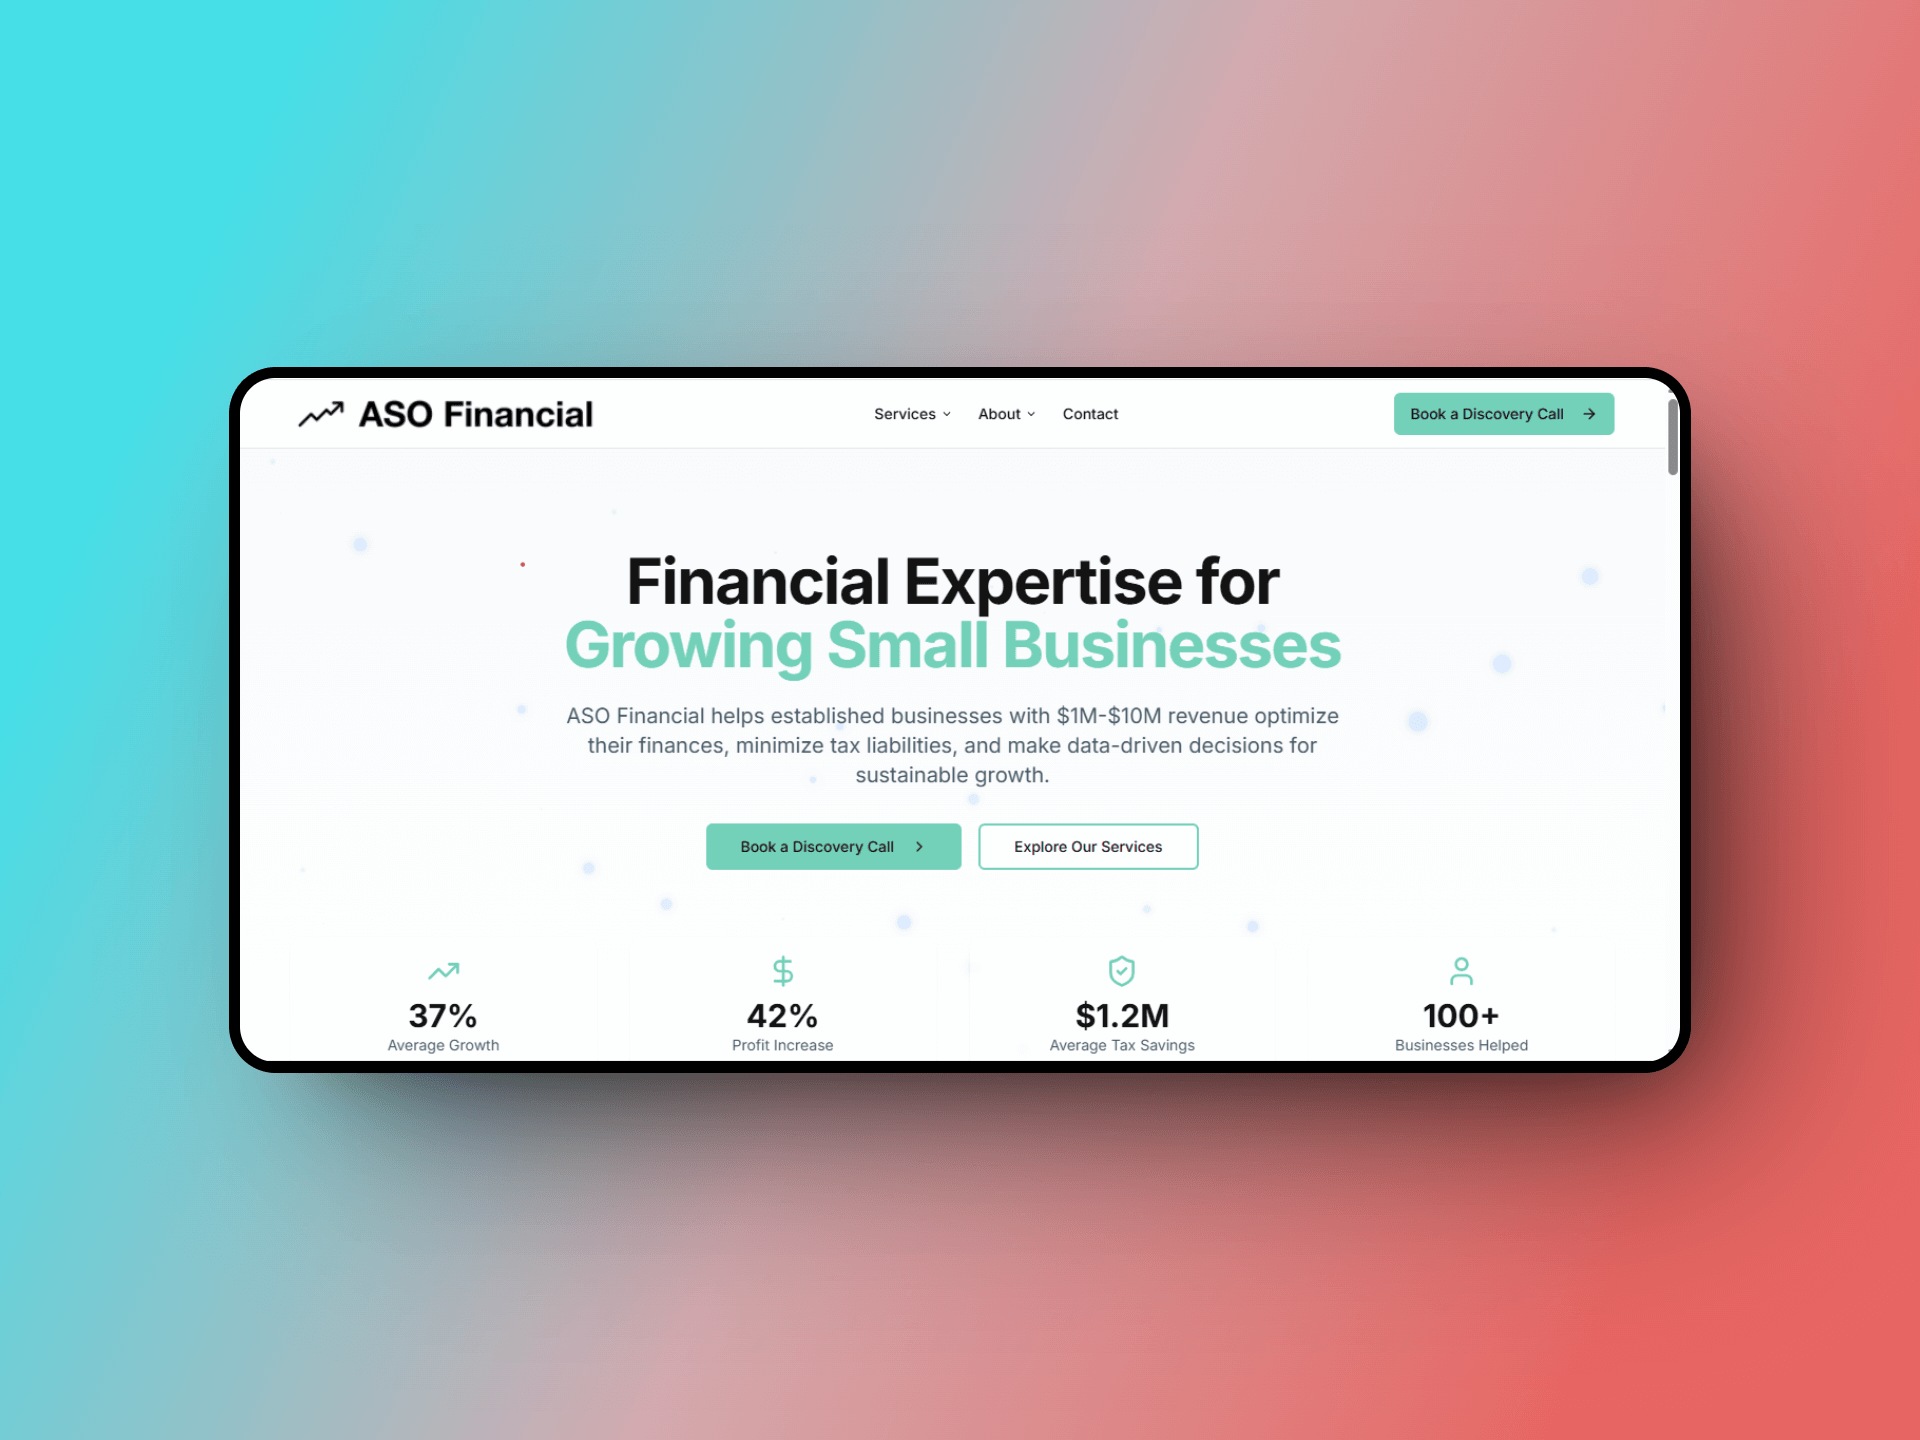 ASO Financial
Services
About
Contact
Book a Discovery Call
Financial Expertise for
Growing Small Businesses
ASO Financial helps established businesses with $1M-$10M revenue optimize
their finances, minimize tax liabilities, and make data-driven decisions for
sustainable growth.
Book a Discovery Call
Explore Our Services
37%
Average Growth
42%
Profit Increase
$1.2M
Average Tax Savings
100+
Businesses Helped